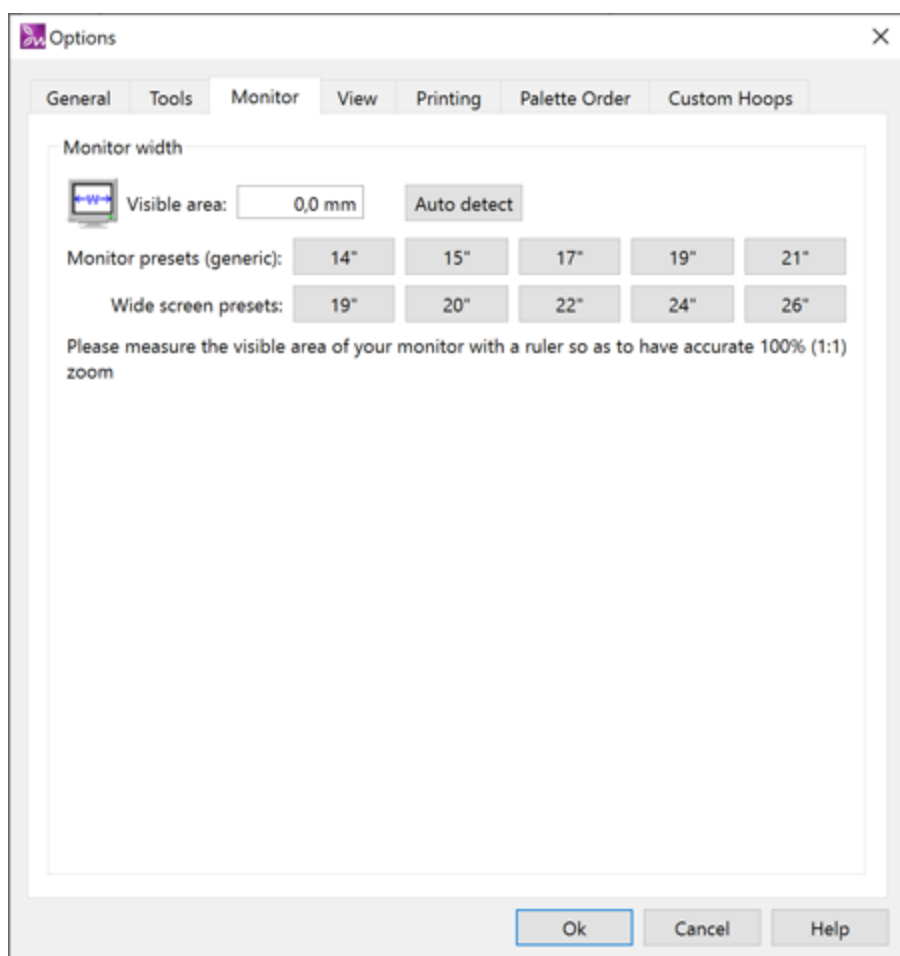 Options
General Tools Monitor View Printing Palette Order Custom Hoops
Monitor width
W
Visible area: 0,0 mm Auto detect
Monitor presets (generic): 14" 15" 17" 19" 21"
Wide screen presets: 19" 20" 22" 24" 26"
Please measure the visible area of your monitor with a ruler so as to have accurate 100% (1:1)
zoom
Ok Cancel Help